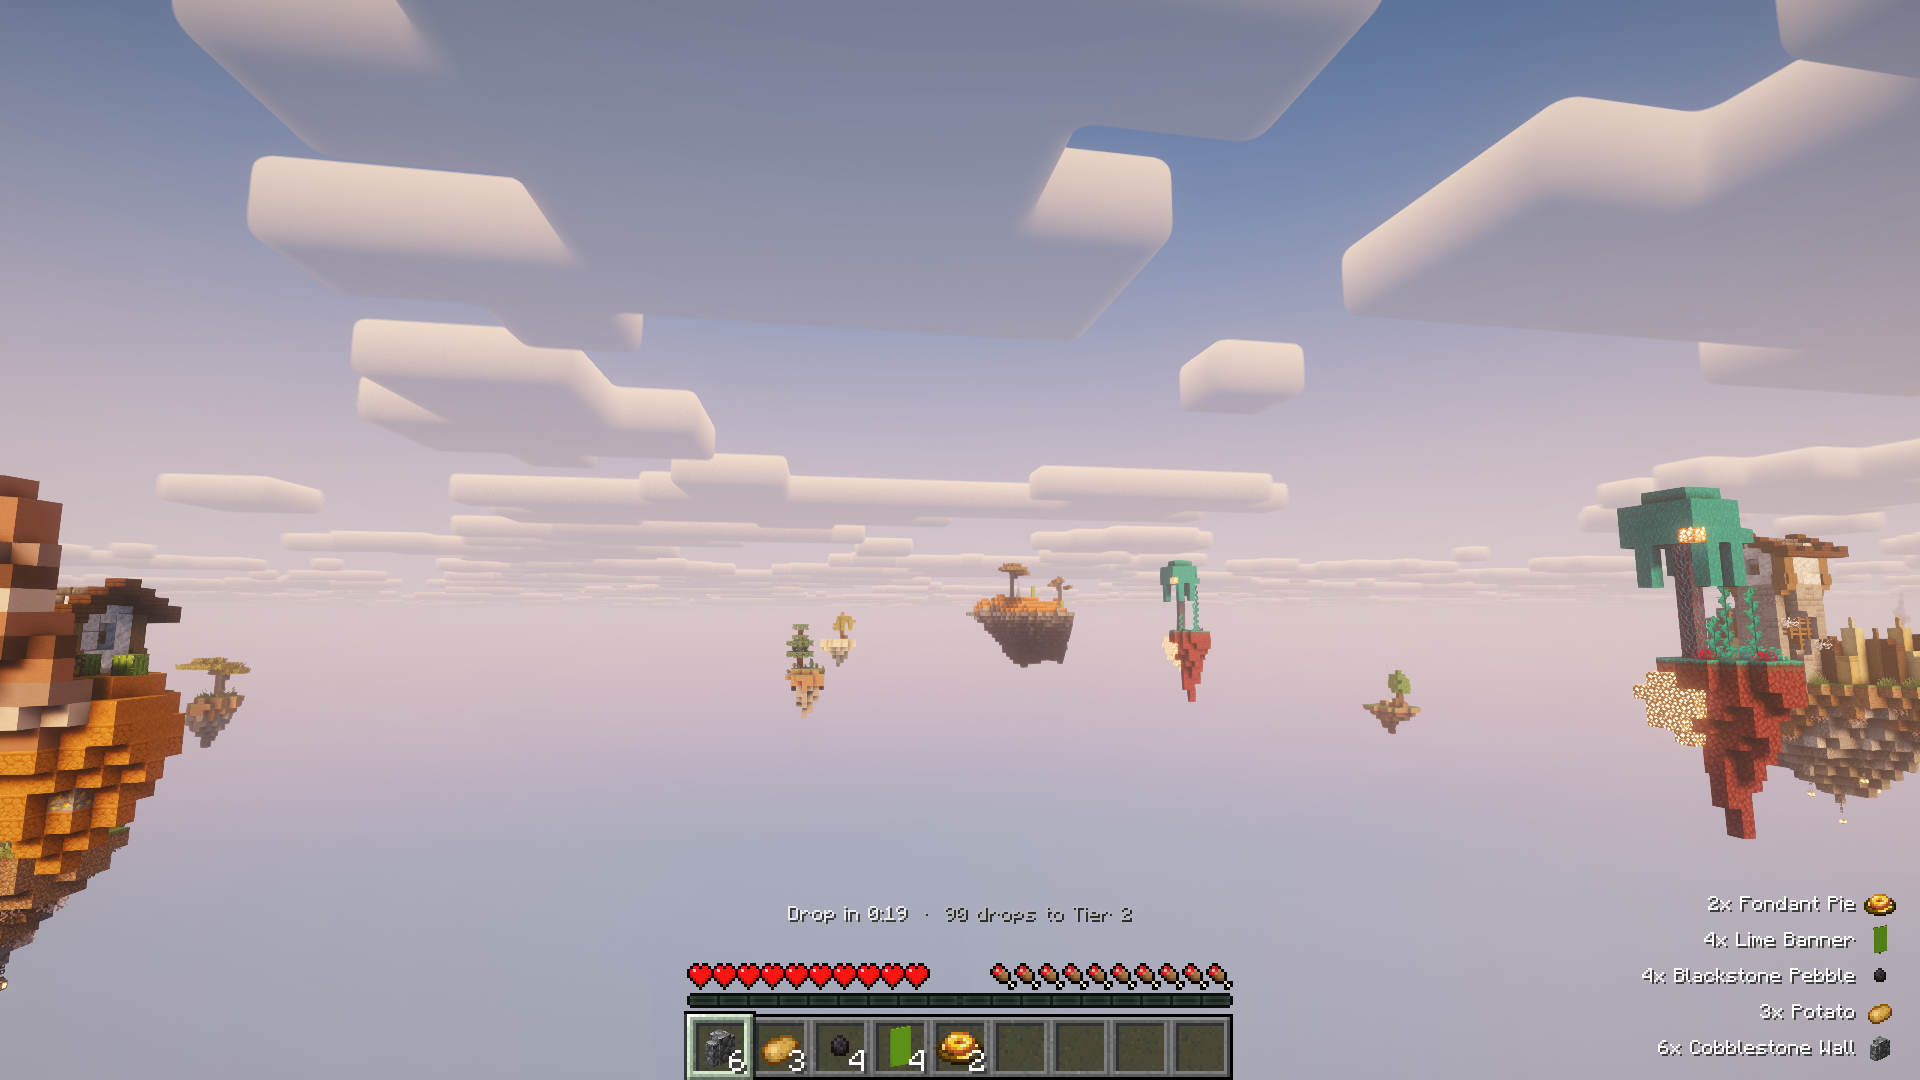 Drop in 0:19 · 90 drops to Tier 2
2x Fondant Pie
4x Lime Banner
4x Blackstone Pebble
3x Potato
6x Cobblestone Wall
6
3
4
4
2